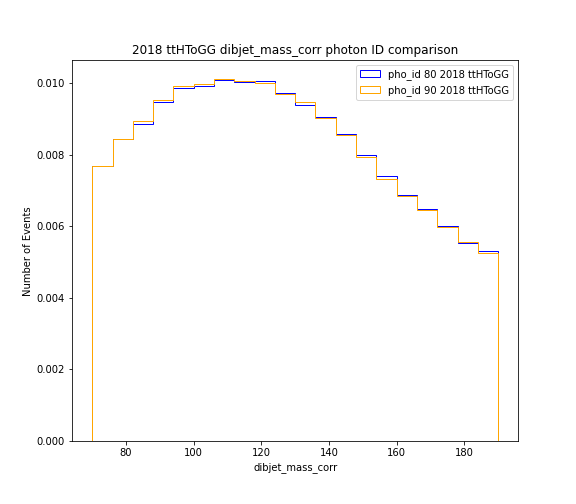 2018 ttHToGG dibjet_mass_corr photon ID comparison
pho_id 80 2018 ttHToGG
pho_id 90 2018 ttHToGG
Number of Events
0.010
0.008
0.006
0.004
0.002
0.000
80 100 120 140 160 180
dibjet_mass_corr